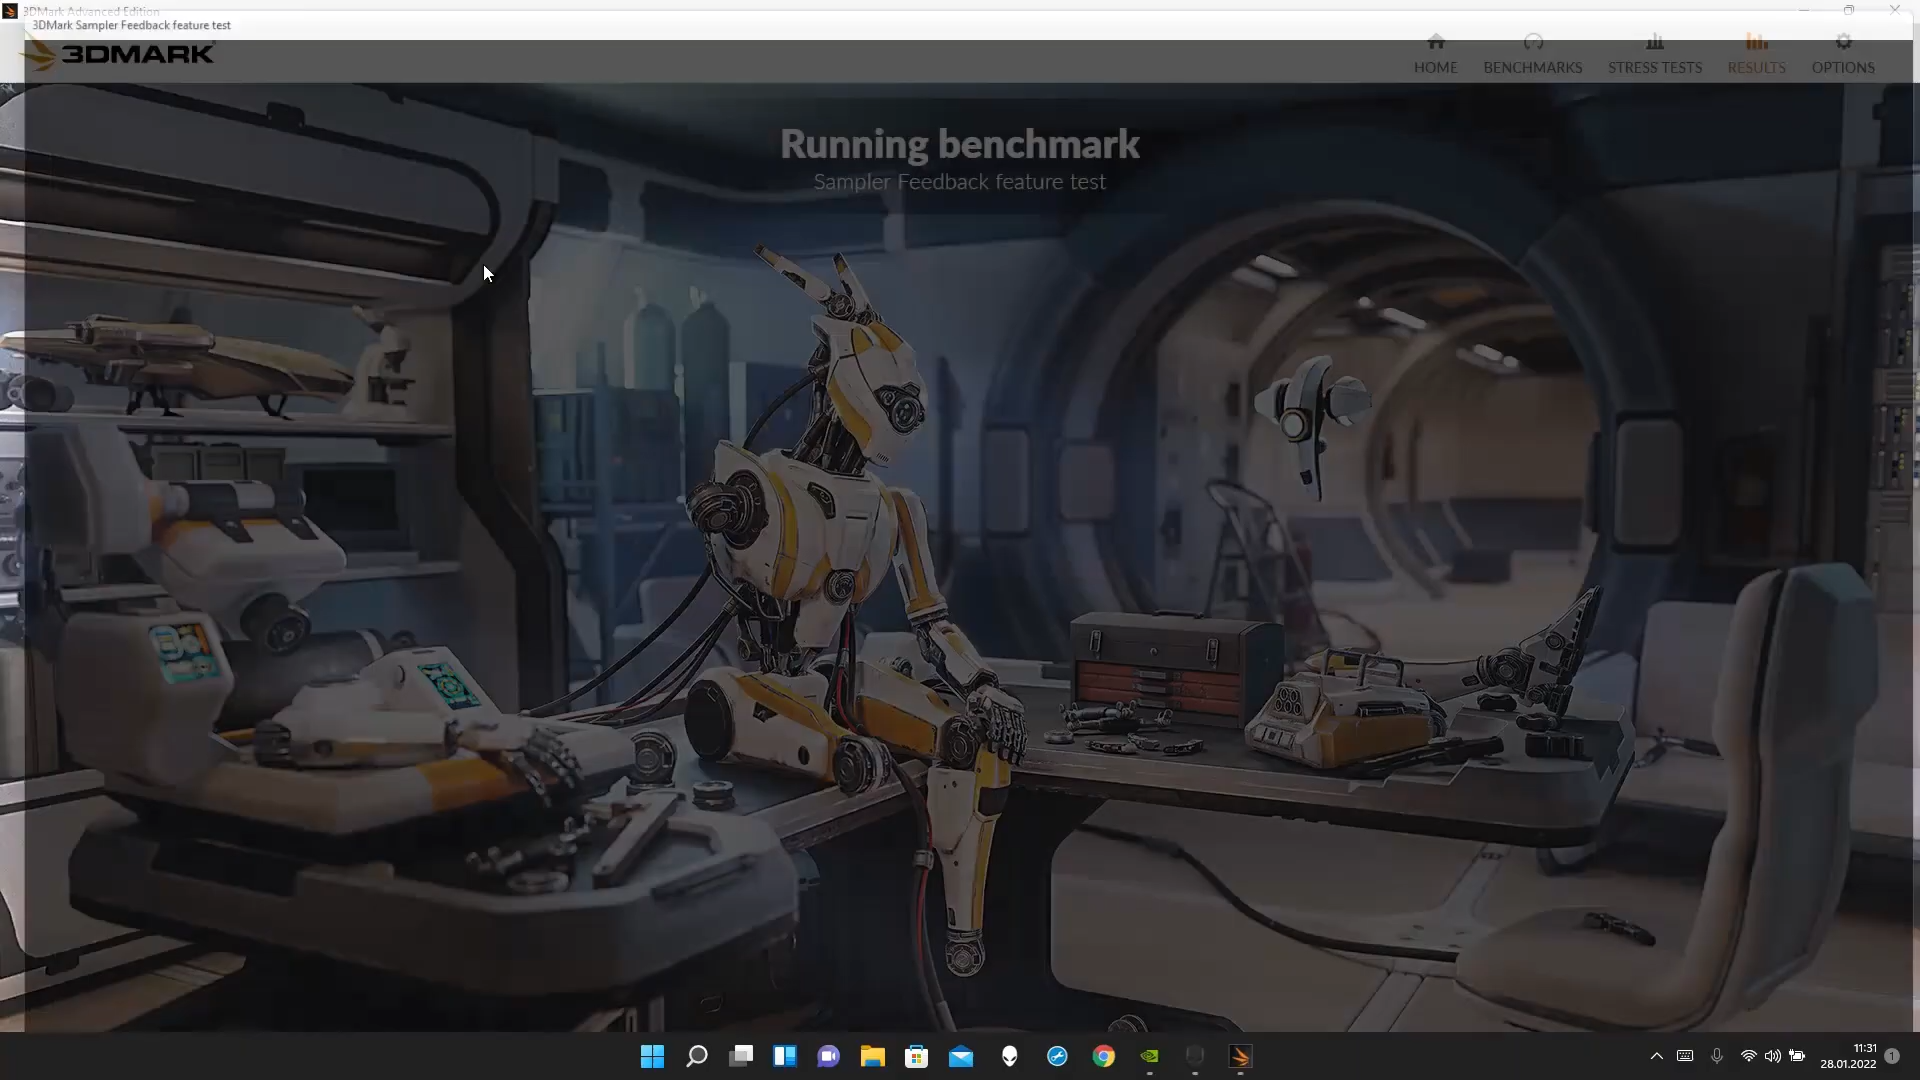 3DMark Advanced Edition
3DMark Sampler Feedback feature test
3DMARK
HOME
BENCHMARKS
STRESS TESTS
RESULTS
OPTIONS
Running benchmark
Sampler Feedback feature test
11:31
28.01.2022
1